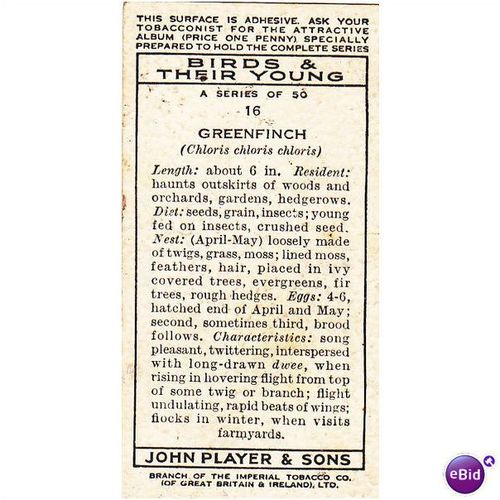 THIS SURFACE IS ADHESIVE. ASK YOUR
TOBACCONIST FOR THE ATTRACTIVE
ALBUM (PRICE ONE PENNY) SPECIALLY
PREPARED TO HOLD THE COMPLETE SERIES
BIRDS &
THEIR YOUNG
A SERIES OF 50
16
GREENFINCH
(Chloris chloris chloris)
Length: about 6 in. Resident:
haunts outskirts of woods and
orchards, gardens, hedgerows.
Diet: seeds, grain, insects; young
fed on insects, crushed seed.
Nest: (April-May) loosely made
of twigs, grass, moss; lined moss,
feathers, hair, placed in ivy
covered trees, evergreens, fir
trees, rough hedges. Eggs: 4-6,
hatched end of April and May;
second, sometimes third, brood
follows. Characteristics: song
pleasant, twittering, interspersed
with long-drawn dwee, when
rising in hovering flight from top
of some twig or branch; flight
undulating, rapid beats of wings;
flocks in winter, when visits
farmyards.
JOHN PLAYER & SONS
BRANCH OF THE IMPERIAL TOBACCO CO.
(OF GREAT BRITAIN & IRELAND), LTD.
eBid